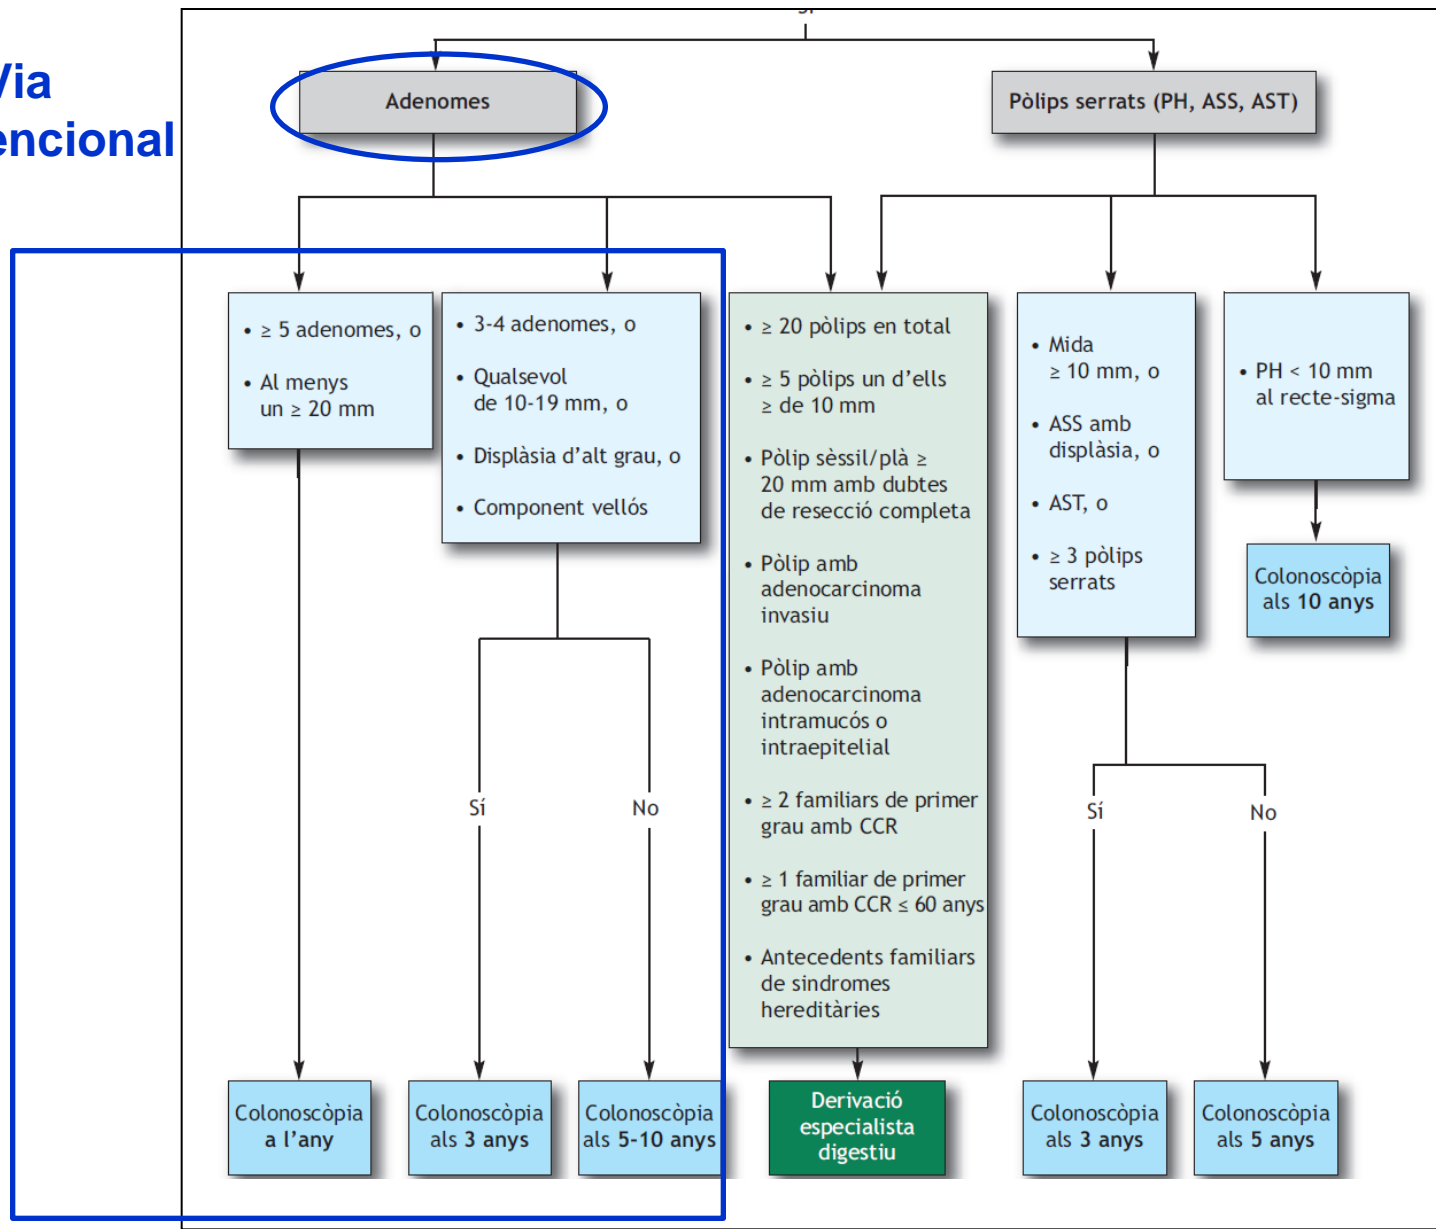 Via
encional
Adenomes
Pòlips serrats (PH, ASS, AST)
• ≥ 5 adenomes, o
• Al menys
un ≥ 20 mm
• 3-4 adenomes, o
• Qualsevol
de 10-19 mm, o
• Displàsia d’alt grau, o
• Component vellós
• ≥ 20 pòlips en total
• ≥ 5 pòlips un d’ells
≥ de 10 mm
• Pòlip sèssil/plà ≥
20 mm amb dubtes
de resecció completa
• Pòlip amb
adenocarcinoma
invasiu
• Pòlip amb
adenocarcinoma
intramucós o
intraepitelial
• ≥ 2 familiars de primer
grau amb CCR
• ≥ 1 familiar de primer
grau amb CCR ≤ 60 anys
• Antecedents familiars
de sindromes
hereditàries
• Mida
≥ 10 mm, o
• ASS amb
displàsia, o
• AST, o
• ≥ 3 pòlips
serrats
• PH < 10 mm
al recte-sigma
Colonoscòpia
als 10 anys
Sí
No
Sí
No
Colonoscòpia
a l’any
Colonoscòpia
als 3 anys
Colonoscòpia
als 5-10 anys
Derivació
especialista
digestiu
Colonoscòpia
als 3 anys
Colonoscòpia
als 5 anys